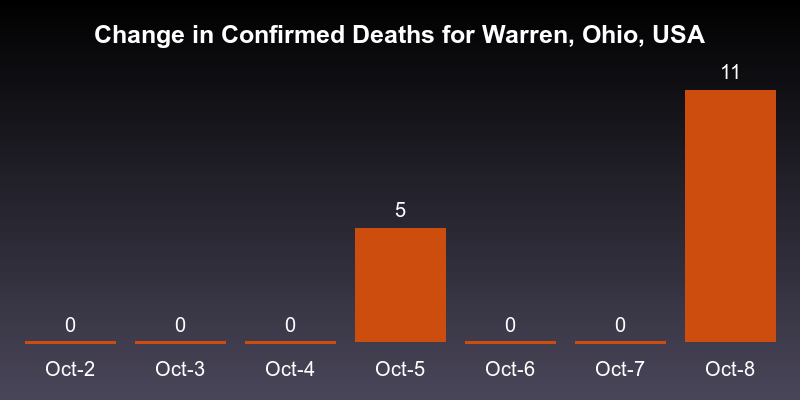 Change in Confirmed Deaths for Warren, Ohio, USA
11
5
0 0 0 0 0
Oct-2 Oct-3 Oct-4 Oct-5 Oct-6 Oct-7 Oct-8